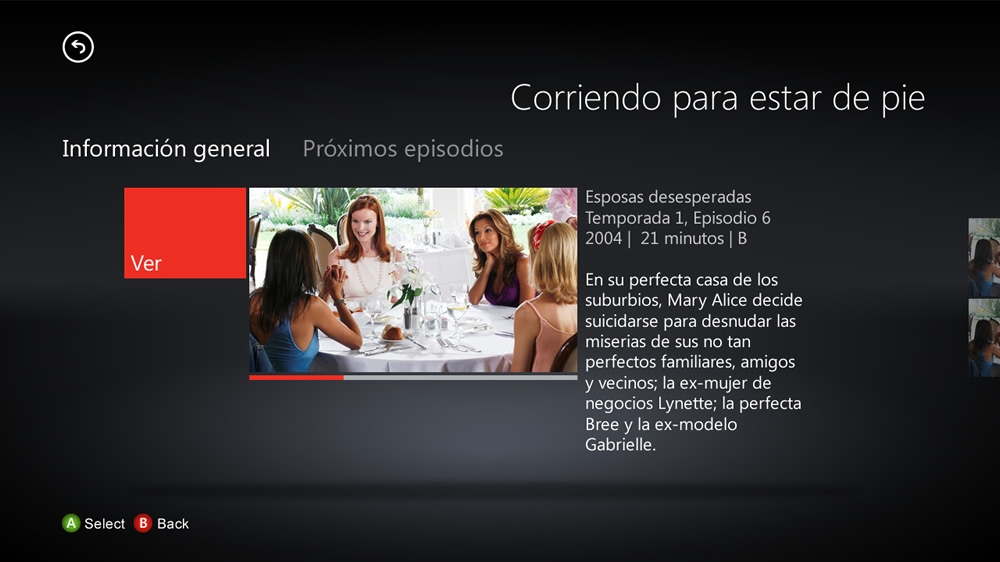 Corriendo para estar de pie
Información general
Próximos episodios
Ver
Esposas desesperadas
Temporada 1, Episodio 6
2004 | 21 minutos | B
En su perfecta casa de los
suburbios, Mary Alice decide
suicidarse para desnudar las
miserias de sus no tan
perfectos familiares, amigos
y vecinos; la ex-mujer de
negocios Lynette; la perfecta
Bree y la ex-modelo
Gabrielle.
A Select B Back